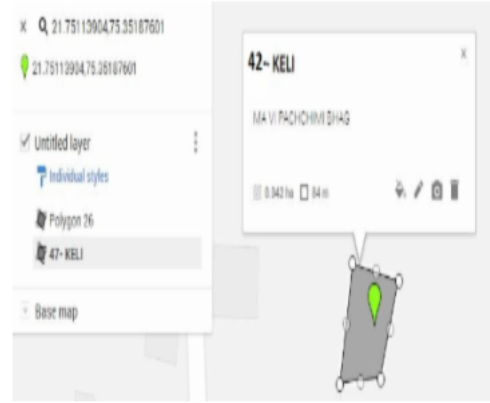 × 21.75113904,75.35187601
21.75113904,75.35187601
Untitled layer
Individual styles
Polygon 26
47- KELI
Base map
42- KELI ×
MA VI PACHCHIMI BHAG
0.042 ha 84 m